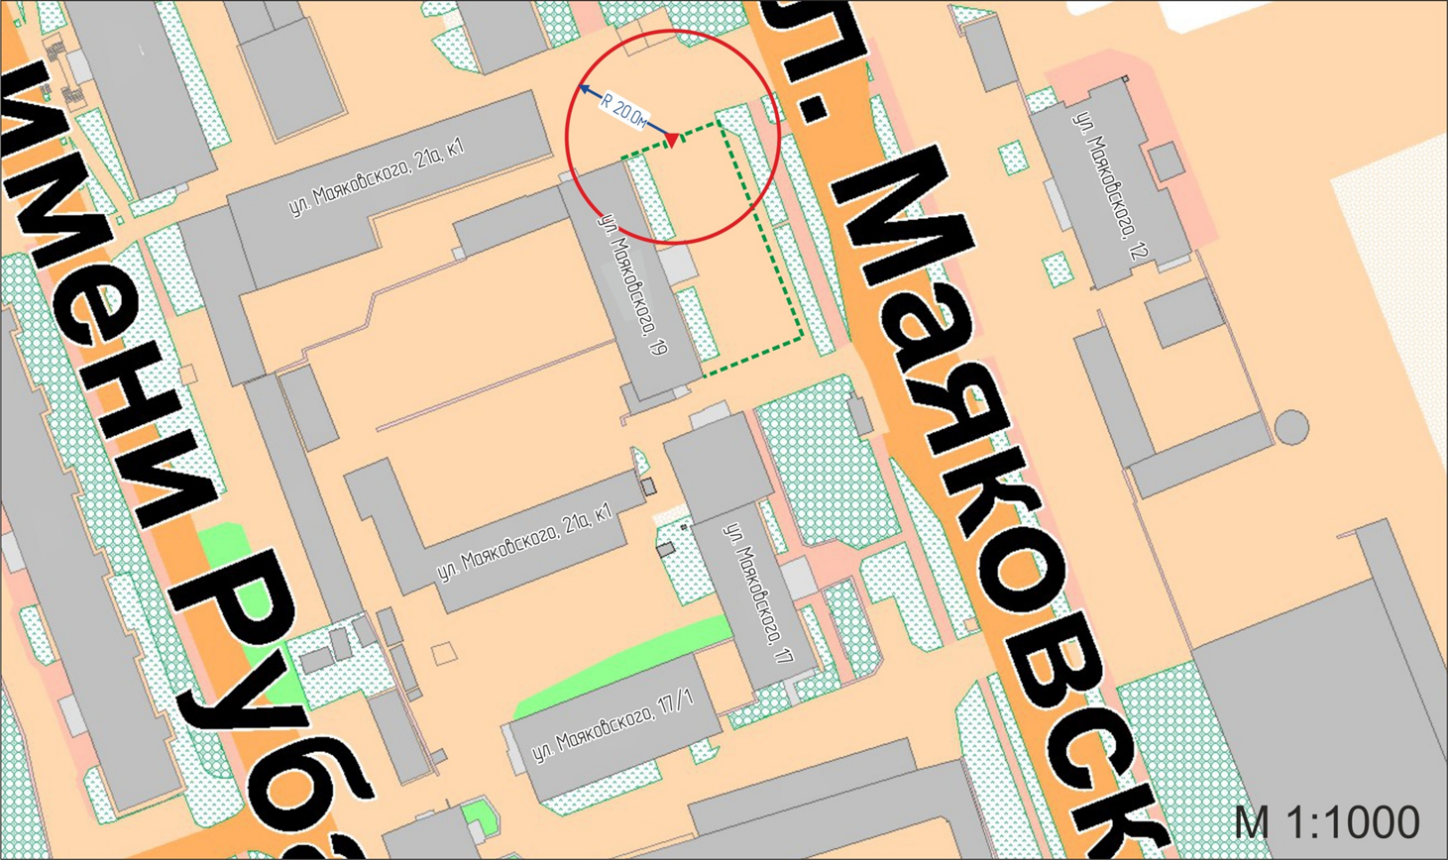 имени Руба
ул. Маяковск
R 20.0м
ул. Маяковского, 21а, к1
ул. Маяковского, 19
ул. Маяковского, 12
ул. Маяковского, 21а, к1
ул. Маяковского, 17
ул. Маяковского, 17/1
М 1:1000